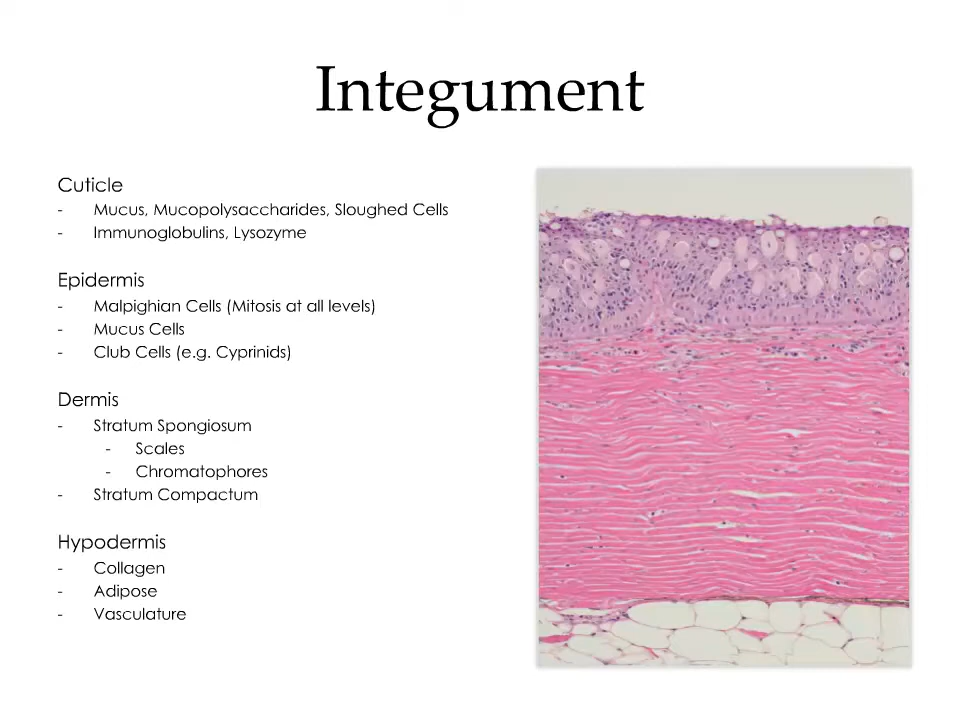 Integument
Cuticle
- Mucus, Mucopolysaccharides, Sloughed Cells
- Immunoglobulins, Lysozyme
Epidermis
- Malpighian Cells (Mitosis at all levels)
- Mucus Cells
- Club Cells (e.g. Cyprinids)
Dermis
- Stratum Spongiosum
- Scales
- Chromatophores
- Stratum Compactum
Hypodermis
- Collagen
- Adipose
- Vasculature